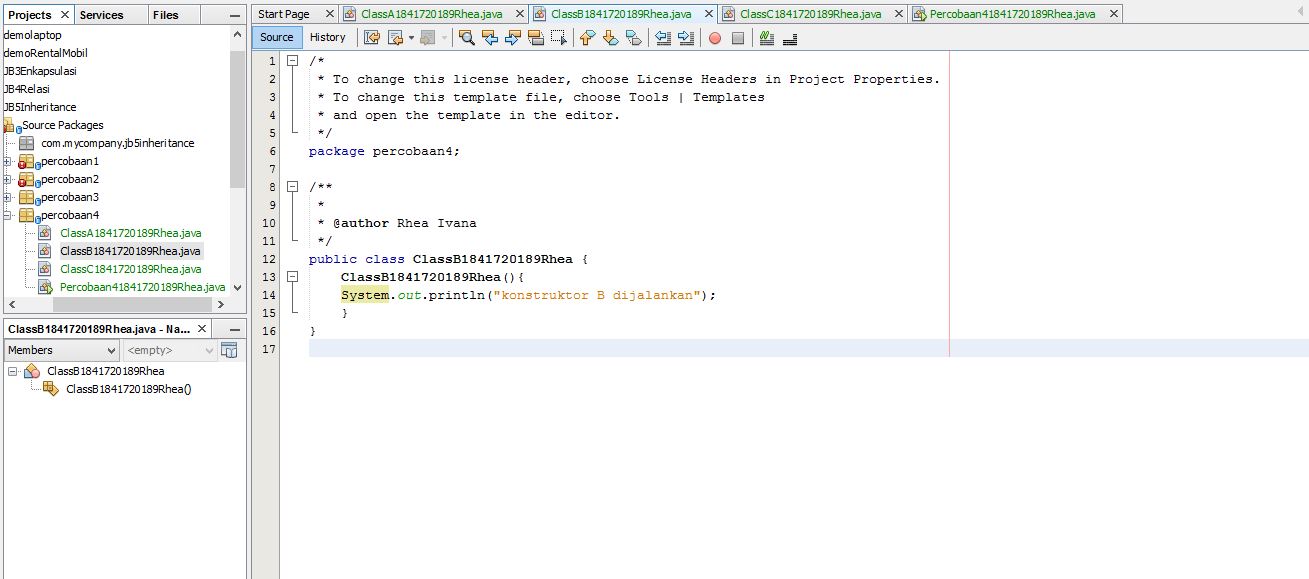 Projects
Services
Files
demolaptop
demoRentalMobil
JB3Enkapsulasi
JB4Relasi
JB5Inheritance
Source Packages
com.mycompany.jb5inheritance
percobaan1
percobaan2
percobaan3
percobaan4
ClassA1841720189Rhea.java
ClassB1841720189Rhea.java
ClassC1841720189Rhea.java
Percobaan41841720189Rhea.java
ClassB1841720189Rhea.java - Na...
Members
<empty>
ClassB1841720189Rhea
ClassB1841720189Rhea()
Start Page
ClassA1841720189Rhea.java
ClassB1841720189Rhea.java
ClassC1841720189Rhea.java
Percobaan41841720189Rhea.java
Source
History
1 /*
2 * To change this license header, choose License Headers in Project Properties.
3 * To change this template file, choose Tools | Templates
4 * and open the template in the editor.
5 */
6 package percobaan4;
7
8 /**
9 *
10 * @author Rhea Ivana
11 */
12 public class ClassB1841720189Rhea {
13 ClassB1841720189Rhea(){
14 System.out.println("konstruktor B dijalankan");
15 }
16 }
17